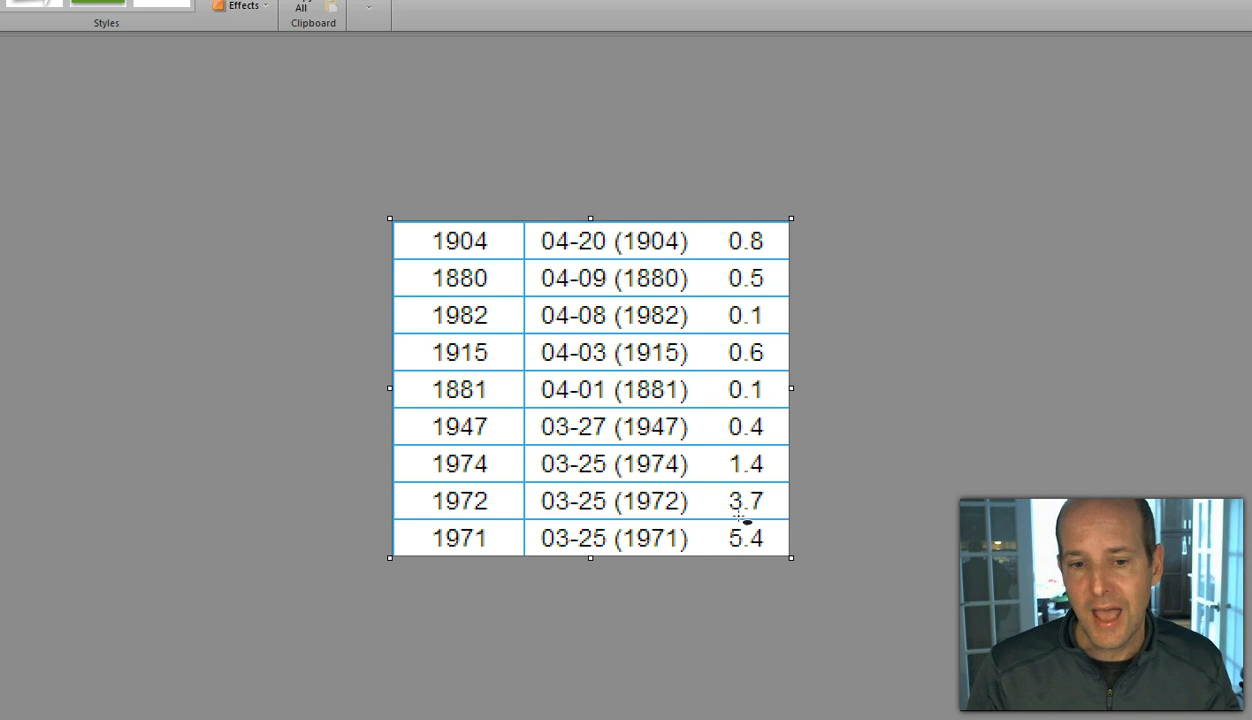 Effects
All
Styles
Clipboard
1904 04-20 (1904) 0.8
1880 04-09 (1880) 0.5
1982 04-08 (1982) 0.1
1915 04-03 (1915) 0.6
1881 04-01 (1881) 0.1
1947 03-27 (1947) 0.4
1974 03-25 (1974) 1.4
1972 03-25 (1972) 3.7
1971 03-25 (1971) 5.4